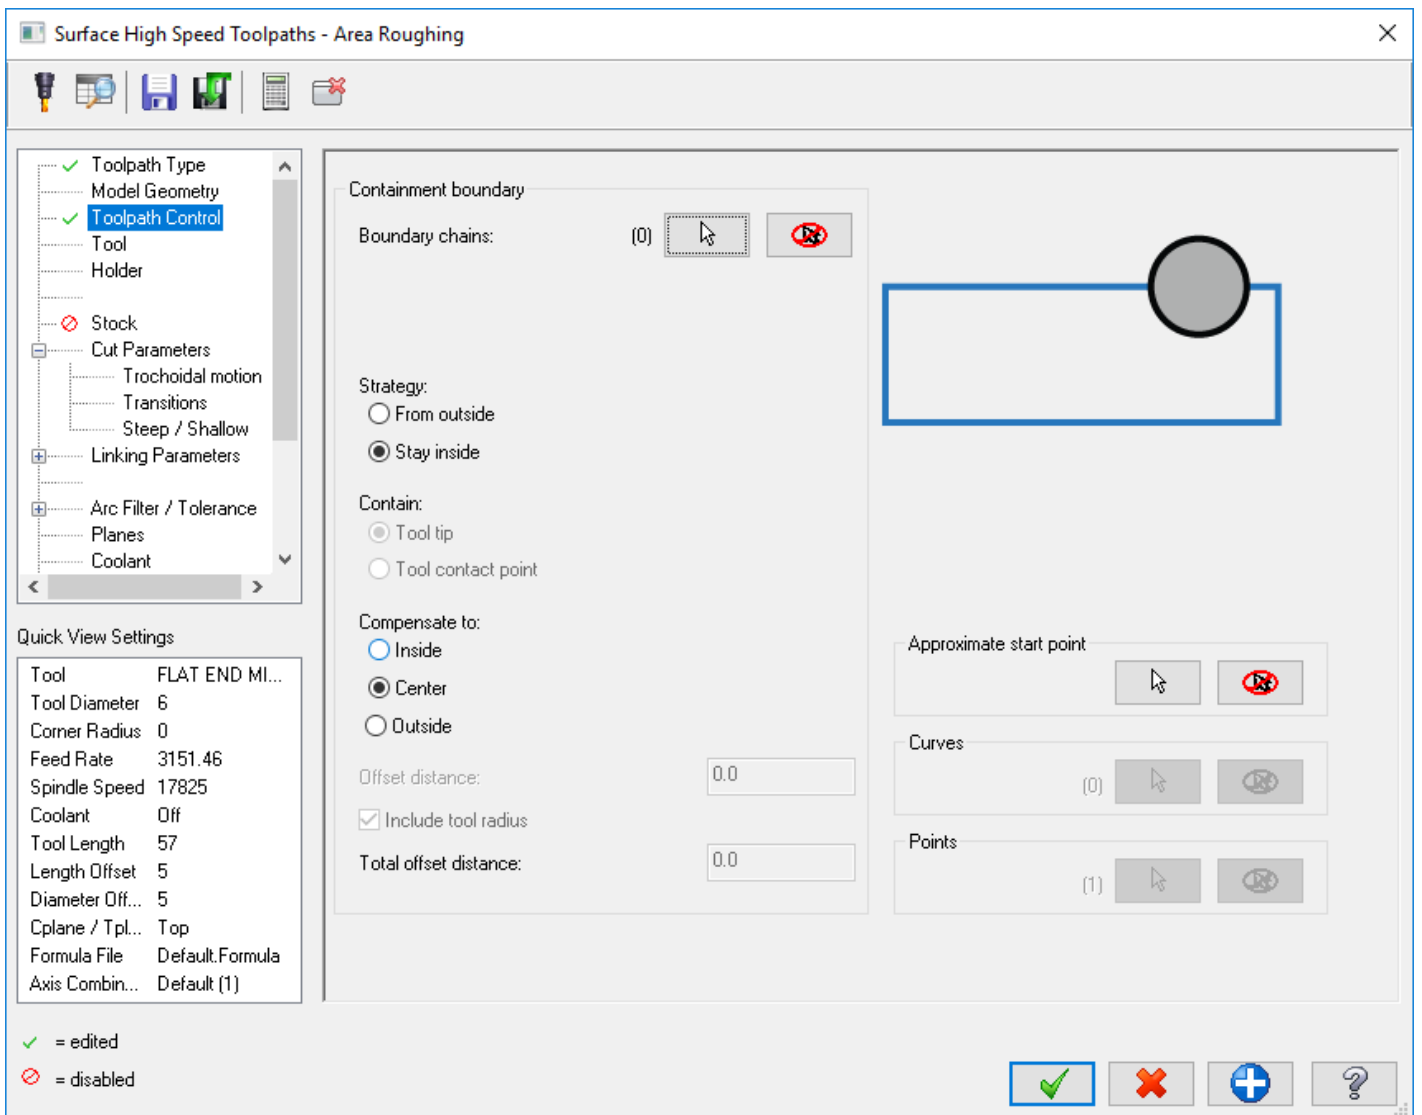 Surface High Speed Toolpaths - Area Roughing
Toolpath Type
Model Geometry
Toolpath Control
Tool
Holder
Stock
Cut Parameters
Trochoidal motion
Transitions
Steep / Shallow
Linking Parameters
Arc Filter / Tolerance
Planes
Coolant
Quick View Settings
Tool FLAT END MI...
Tool Diameter 6
Corner Radius 0
Feed Rate 3151.46
Spindle Speed 17825
Coolant Off
Tool Length 57
Length Offset 5
Diameter Off... 5
Cplane / Tpl... Top
Formula File Default.Formula
Axis Combin... Default (1)
= edited
= disabled
Containment boundary
Boundary chains: (0)
Strategy:
From outside
Stay inside
Contain:
Tool tip
Tool contact point
Compensate to:
Inside
Center
Outside
Offset distance: 0.0
Include tool radius
Total offset distance: 0.0
Approximate start point
Curves
(0)
Points
(1)